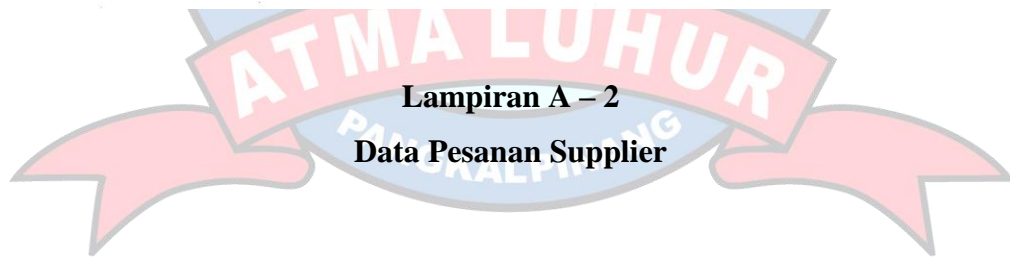 ATMA LUHUR
Lampiran A – 2
PANGKALPINANG
Data Pesanan Supplier